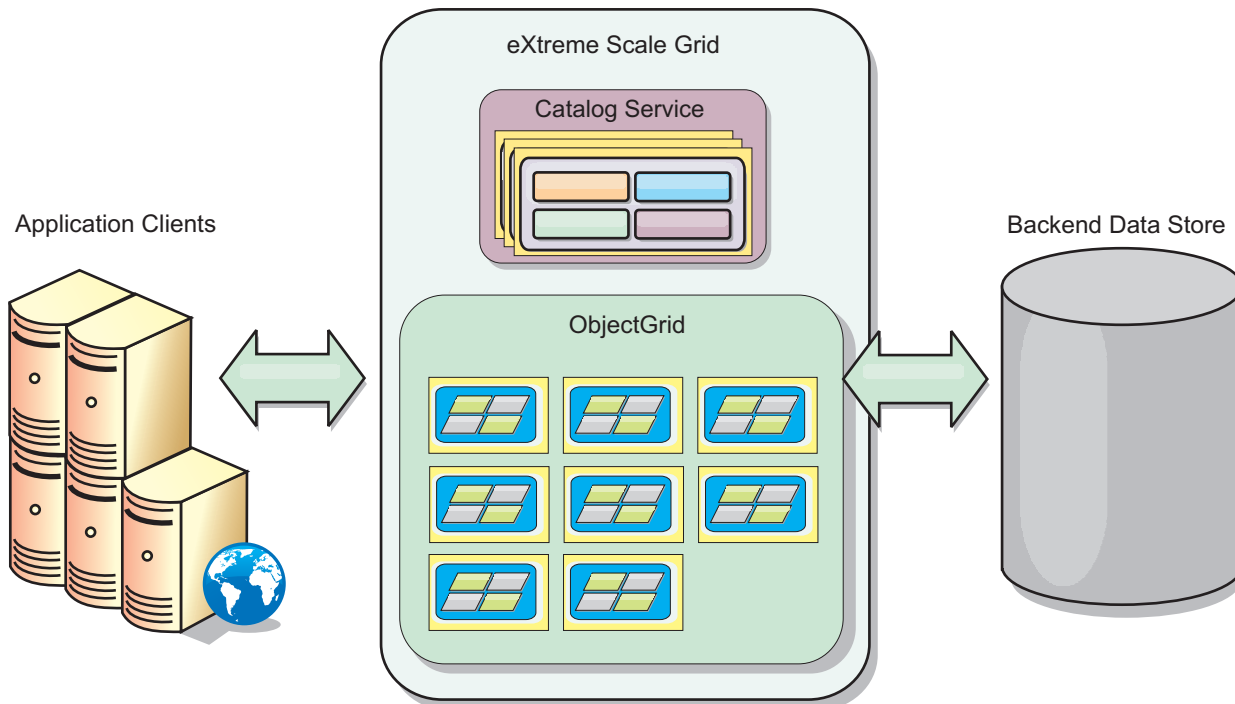 eXtreme Scale Grid
Catalog Service
Application Clients
Backend Data Store
ObjectGrid